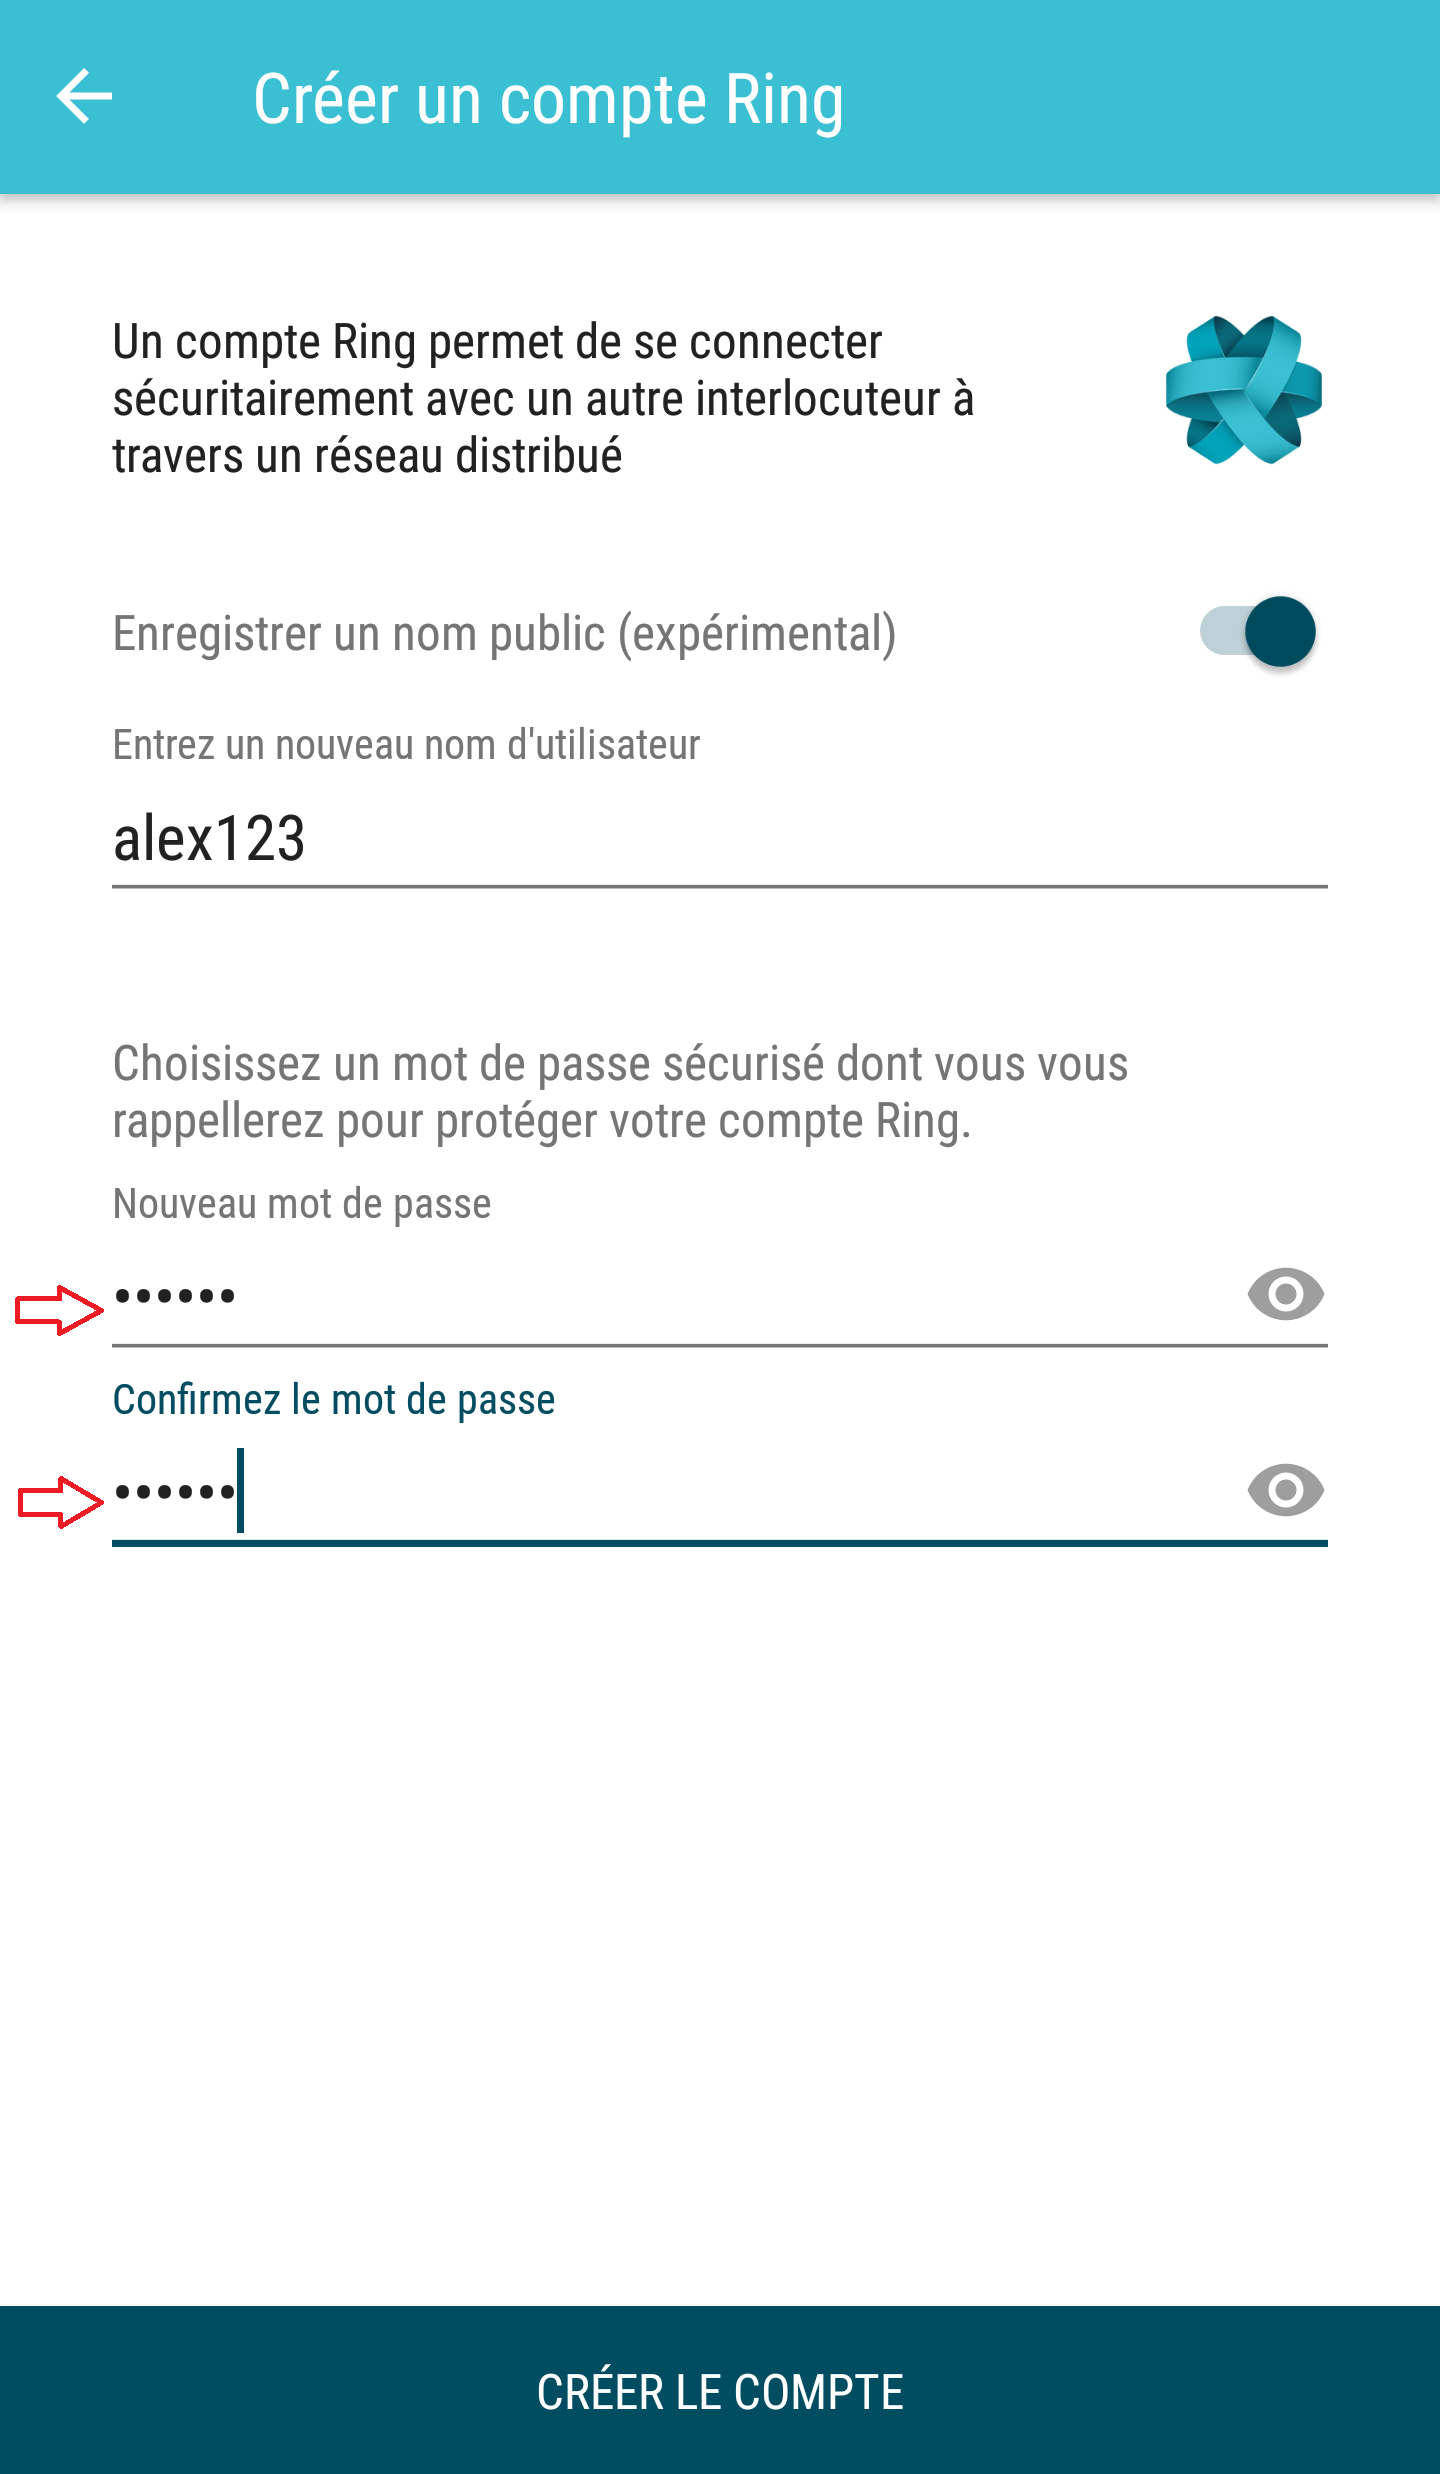 Créer un compte Ring
Un compte Ring permet de se connecter
sécuritairement avec un autre interlocuteur à
travers un réseau distribué
Enregistrer un nom public (expérimental)
Entrez un nouveau nom d'utilisateur
alex123
Choisissez un mot de passe sécurisé dont vous vous
rappellerez pour protéger votre compte Ring.
Nouveau mot de passe
••••••
Confirmez le mot de passe
••••••
CRÉER LE COMPTE